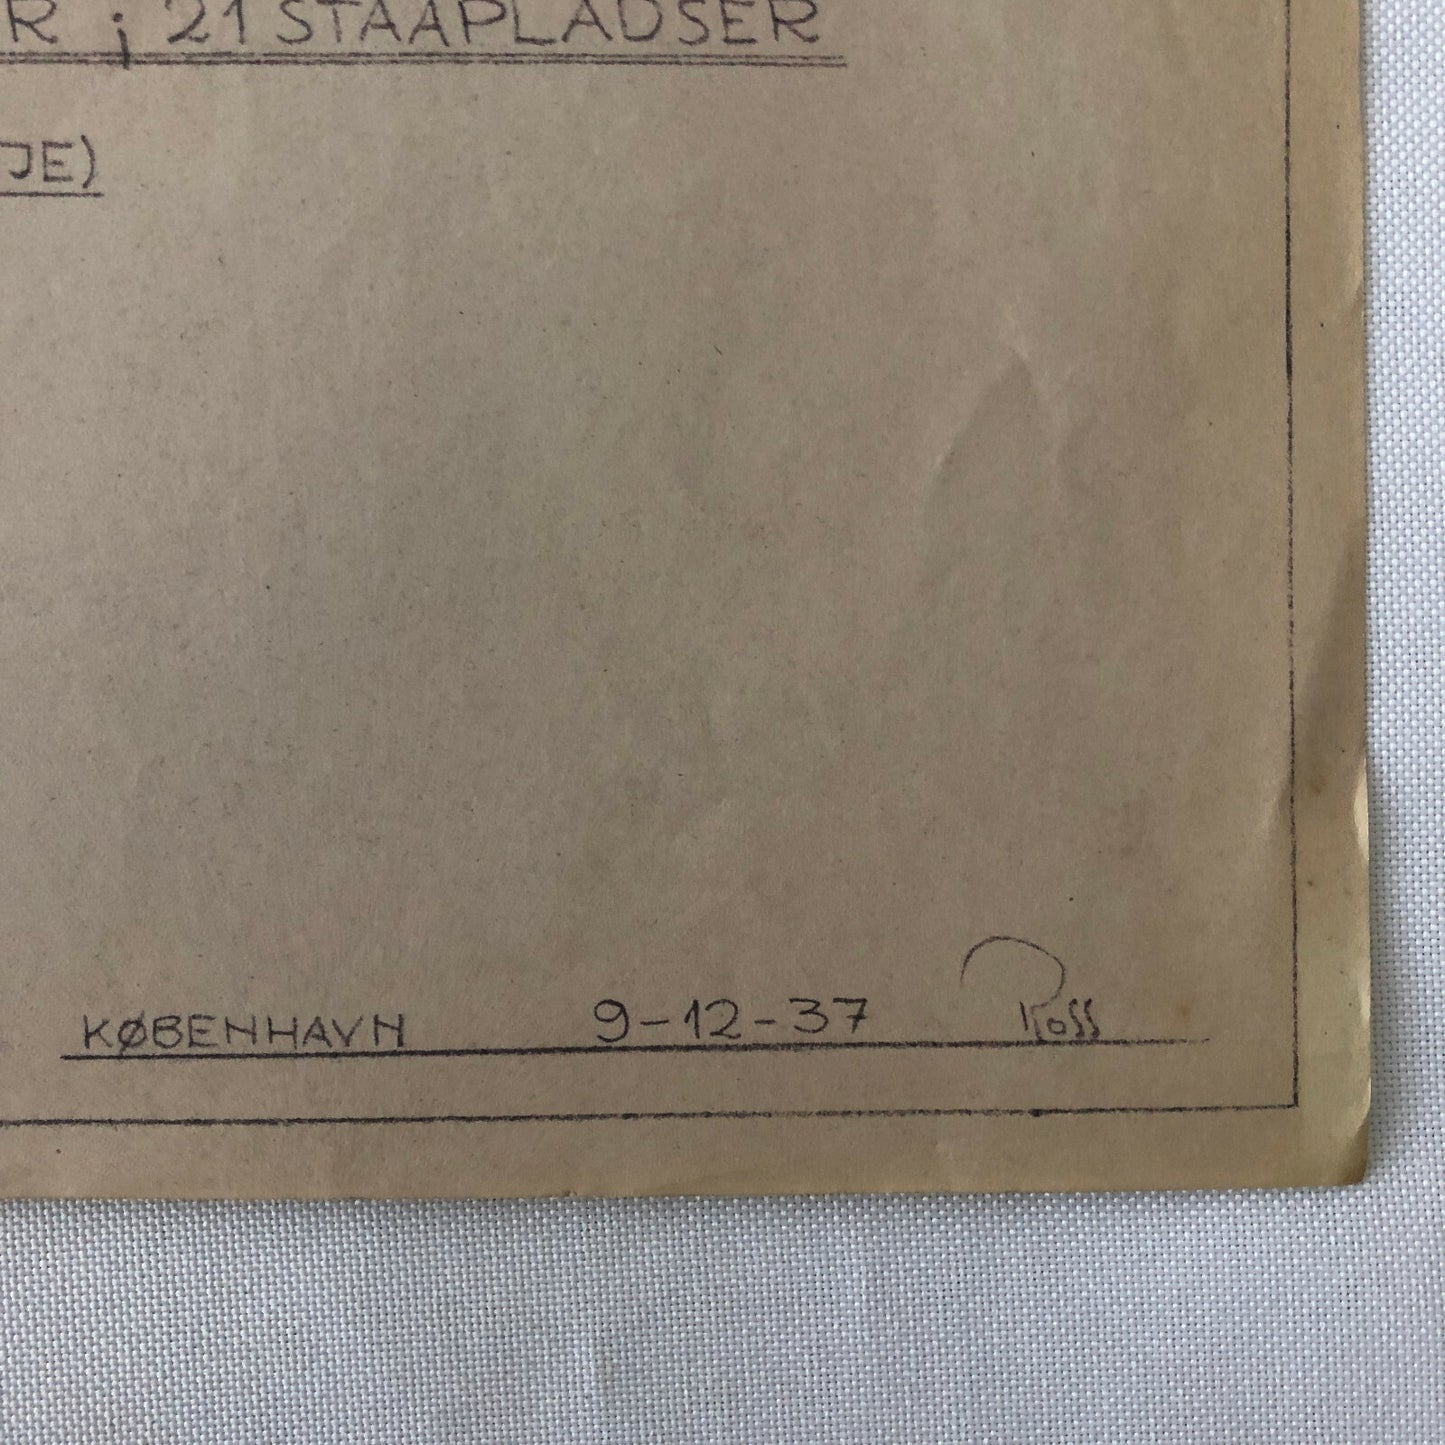 R ; 21 STAAPLADSER
JE)
KØBENHAVN 9-12-37 Ross